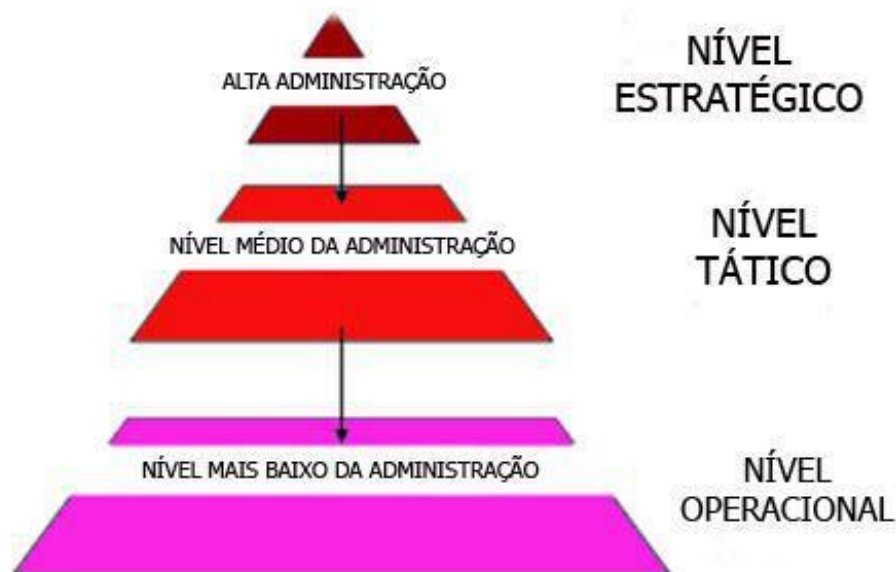 ALTA ADMINISTRAÇÃO
NÍVEL
ESTRATÉGICO
NÍVEL MÉDIO DA ADMINISTRAÇÃO
NÍVEL
TÁTICO
NÍVEL MAIS BAIXO DA ADMINISTRAÇÃO
NÍVEL
OPERACIONAL